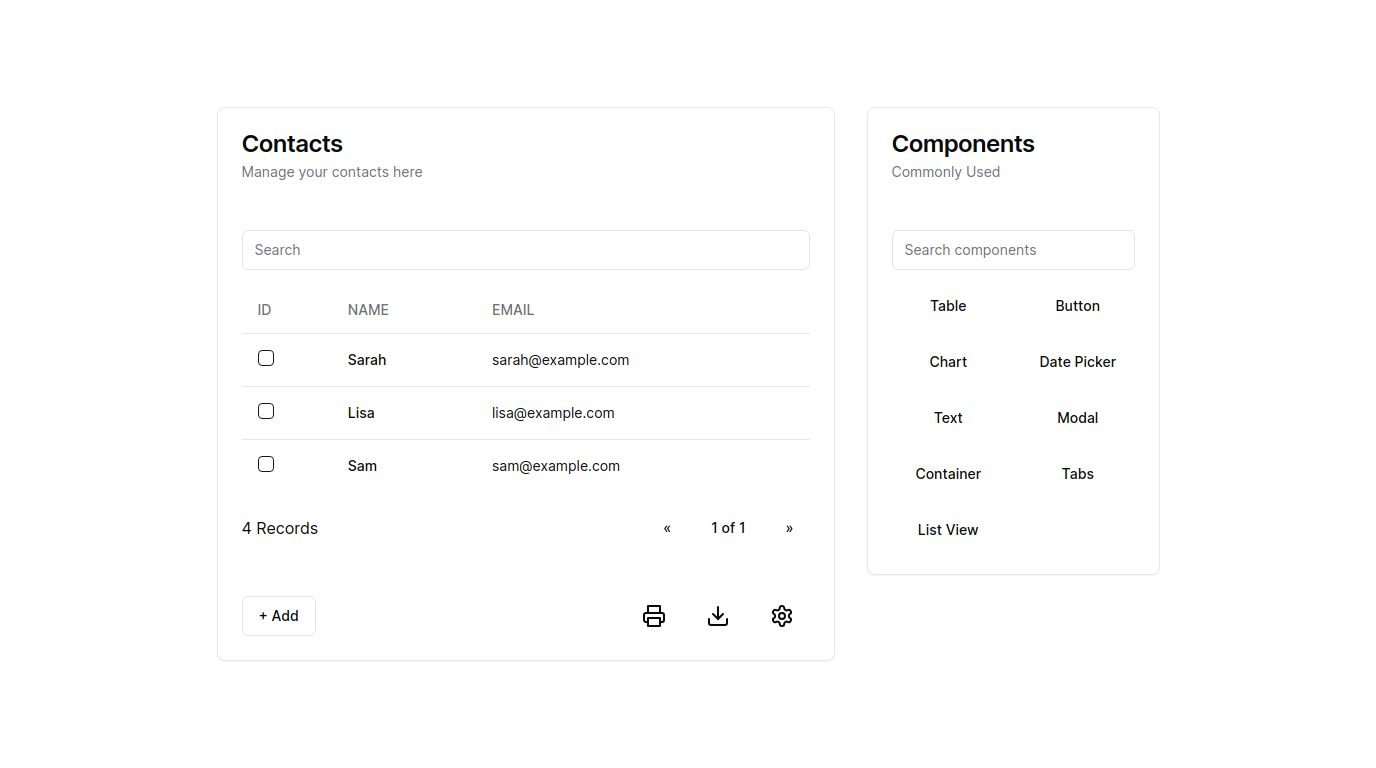 Contacts
Manage your contacts here
Search
ID NAME EMAIL
Sarah sarah@example.com
Lisa lisa@example.com
Sam sam@example.com
4 Records « 1 of 1 »
+ Add
Components
Commonly Used
Search components
Table Button
Chart Date Picker
Text Modal
Container Tabs
List View